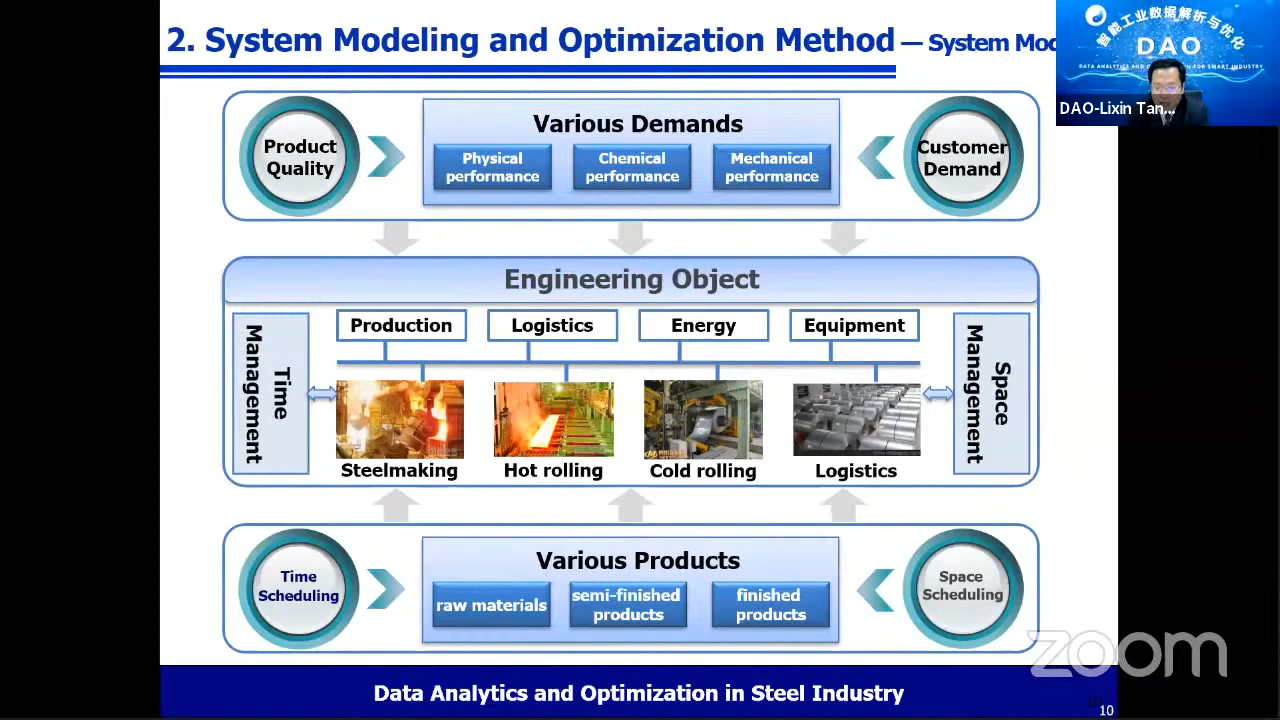 2. System Modeling and Optimization Method — System Mod
智能工业数据解析与优化
DAO
DATA ANALYTICS AND OPTIMIZATION FOR SMART INDUSTRY
DAO-Lixin Tan...
Product
Quality
Various Demands
Physical
performance
Chemical
performance
Mechanical
performance
Customer
Demand
Engineering Object
Time
Management
Production
Logistics
Energy
Equipment
Space
Management
Steelmaking
Hot rolling
Cold rolling
Logistics
Time
Scheduling
Various Products
raw materials
semi-finished
products
finished
products
Space
Scheduling
zoom
Data Analytics and Optimization in Steel Industry
10